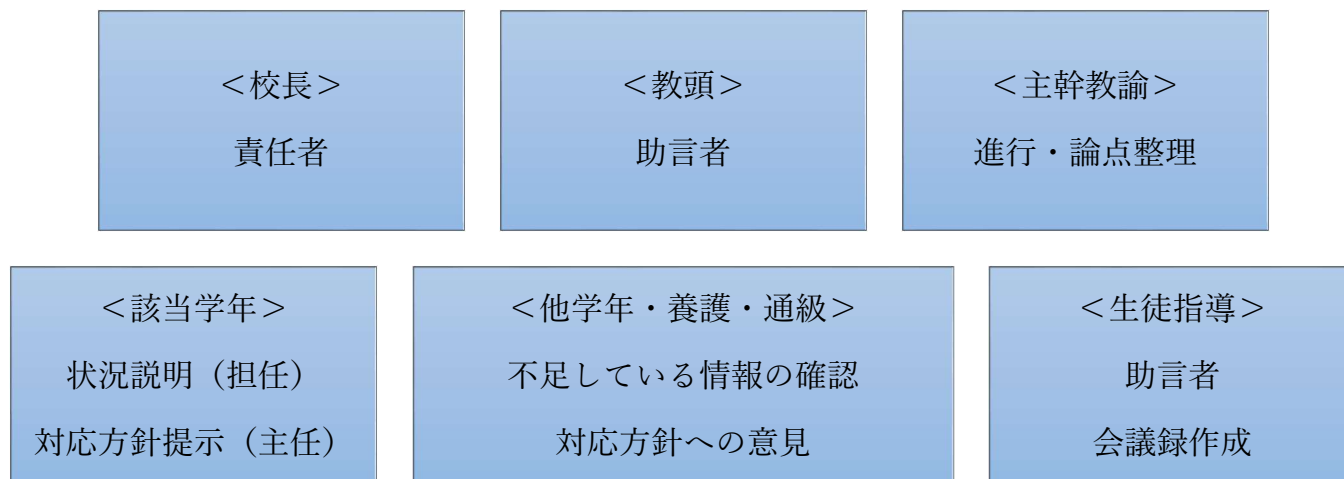 ＜校長＞
責任者
＜教頭＞
助言者
＜主幹教諭＞
進行・論点整理
＜該当学年＞
状況説明（担任）
対応方針提示（主任）
＜他学年・養護・通級＞
不足している情報の確認
対応方針への意見
＜生徒指導＞
助言者
会議録作成